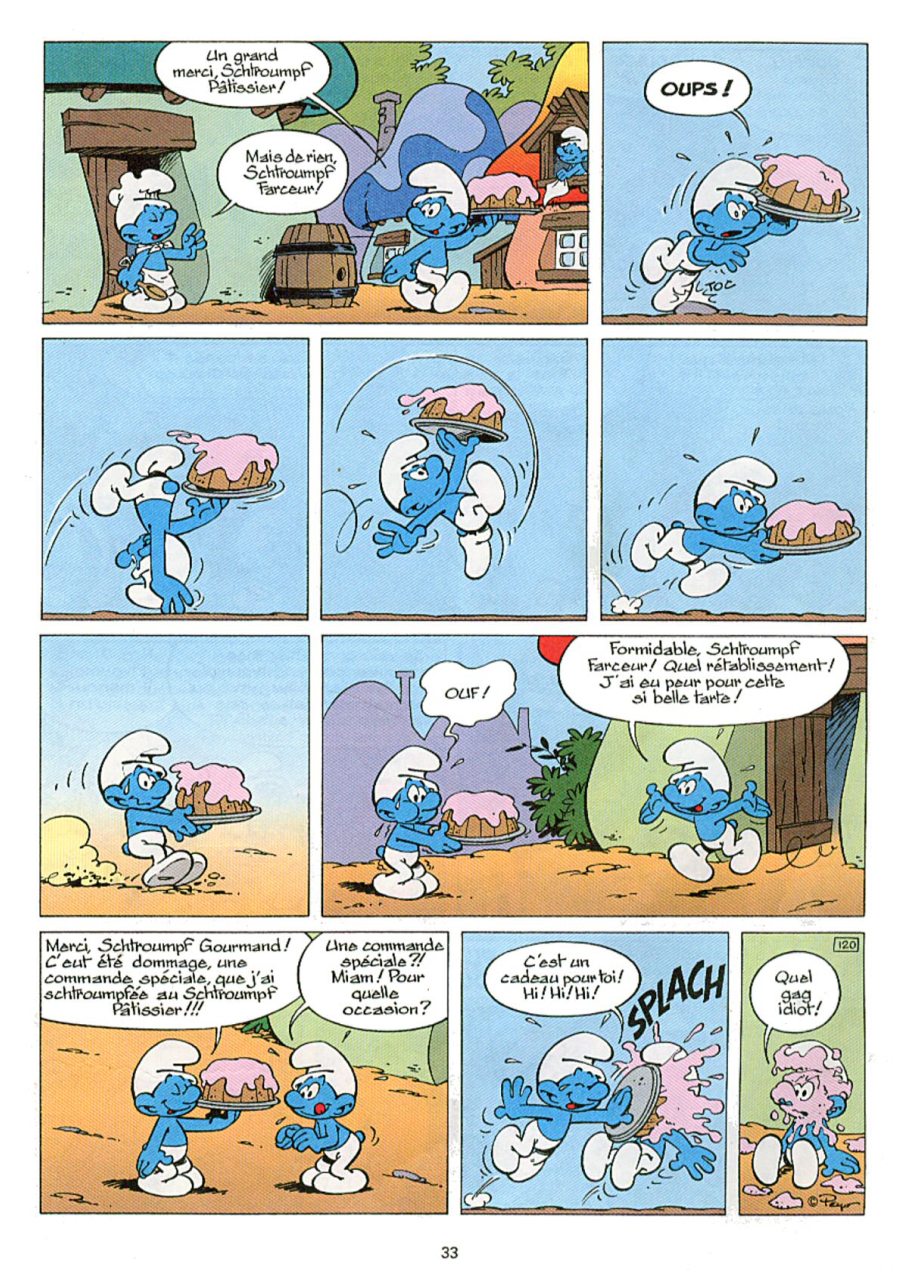 Un grand
merci, Schtroumpf
Pâtissier!
Mais de rien,
Schtroumpf
Farceur!
OUPS!
TOC
OUF!
Formidable, Schtroumpf
Farceur! Quel rétablissement!
J'ai eu peur pour cette
si belle tarte!
Merci, Schtroumpf Gourmand!
C'eut été dommage, une
commande spéciale, que j'ai
schtroumpfée au Schtroumpf
Pâtissier!!!
Une commande
spéciale?!
Miam! Pour
quelle
occasion?
C'est un
cadeau pour toi!
Hi! Hi! Hi!
SPLACH
120
Quel
gag
idiot!
© Peyo
33